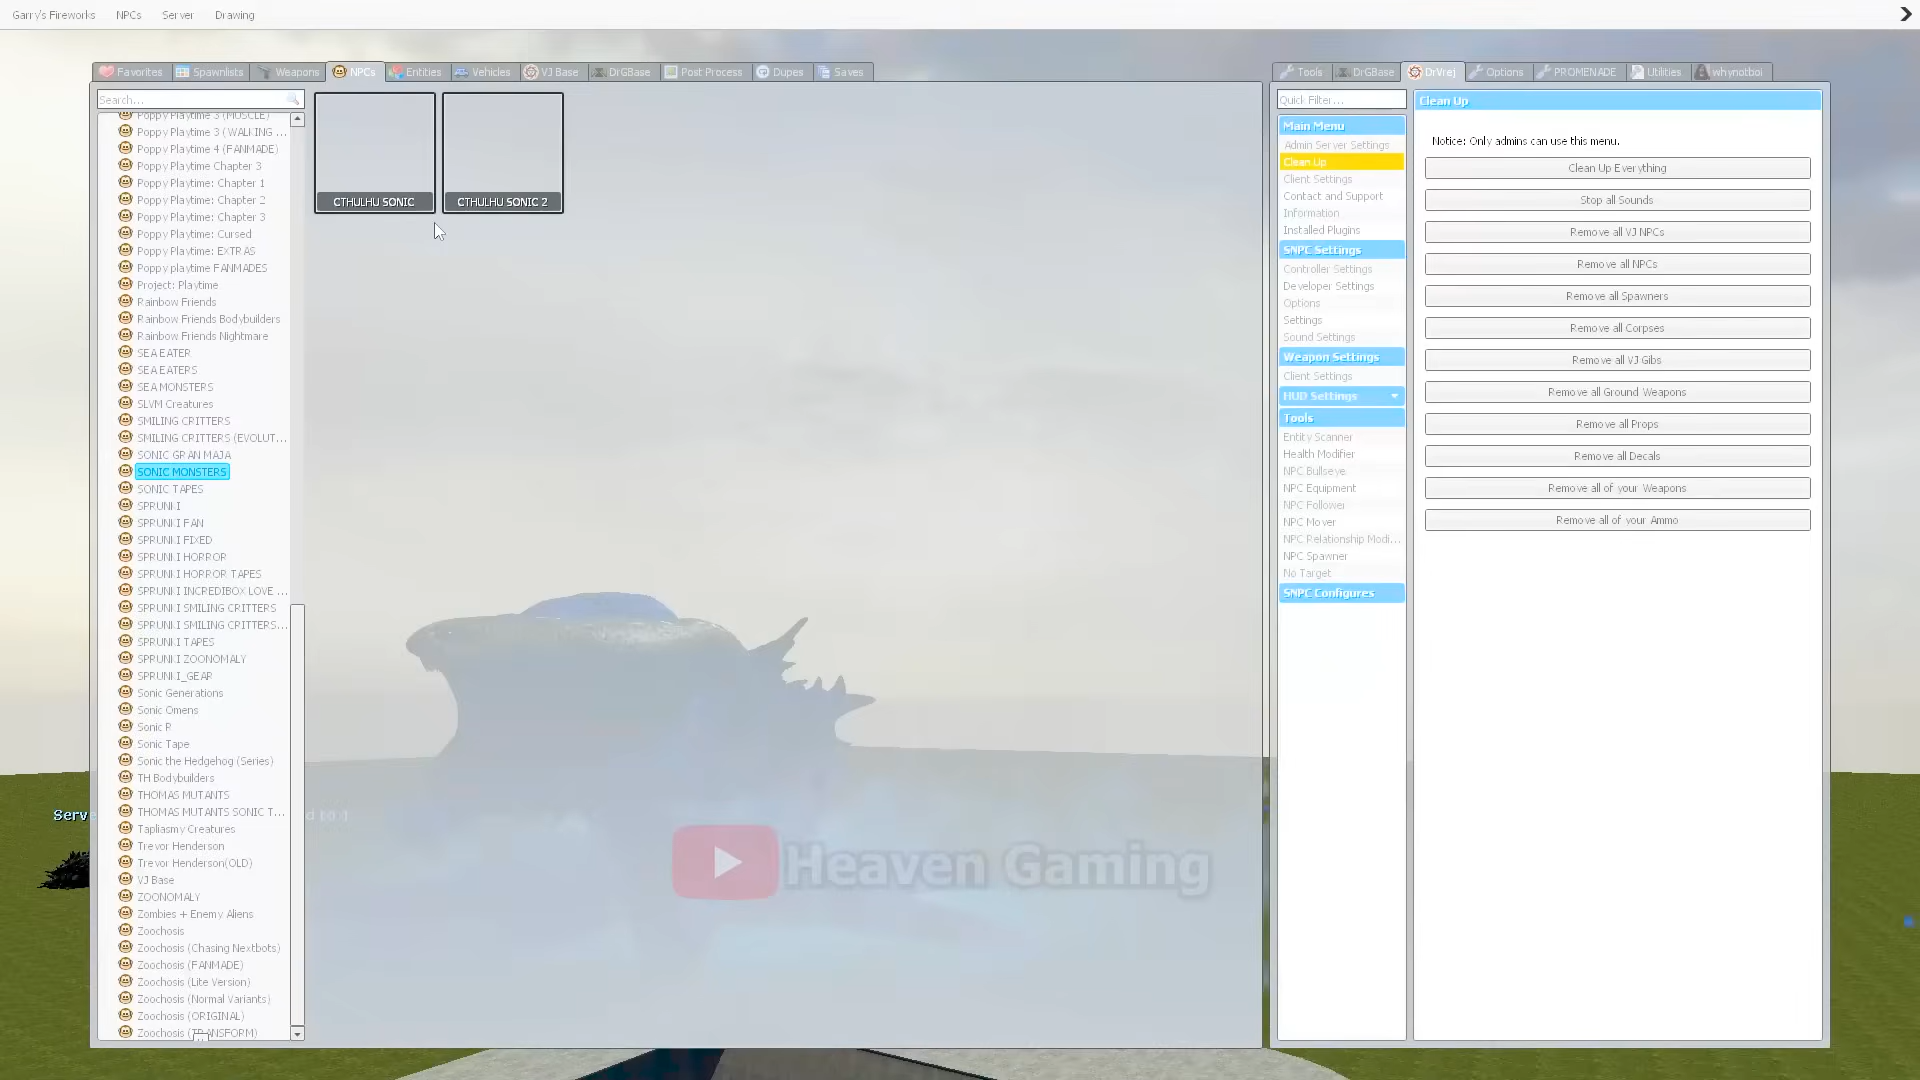 Garry's Fireworks NPCs Server Drawing
Favorites Spawnlists Weapons NPCs Entities Vehicles VJ Base DrGBase Post Process Dupes Saves
Search...
Poppy Playtime 3 (MUSCLE)
Poppy Playtime 3 (WALKING ...
Poppy Playtime 4 (FANMADE)
Poppy Playtime Chapter 3
Poppy Playtime: Chapter 1
Poppy Playtime: Chapter 2
Poppy Playtime: Chapter 3
Poppy Playtime: Cursed
Poppy Playtime: EXTRAS
Poppy playtime FANMADES
Project: Playtime
Rainbow Friends
Rainbow Friends Bodybuilders
Rainbow Friends Nightmare
SEA EATER
SEA EATERS
SEA MONSTERS
SLVM Creatures
SMILING CRITTERS
SMILING CRITTERS (EVOLUT...
SONIC GRAN MAJA
SONIC MONSTERS
SONIC TAPES
SPRUNKI
SPRUNKI FAN
SPRUNKI FIXED
SPRUNKI HORROR
SPRUNKI HORROR TAPES
SPRUNKI INCREDIBOX LOVE ...
SPRUNKI SMILING CRITTERS
SPRUNKI SMILING CRITTERS...
SPRUNKI TAPES
SPRUNKI ZOONOMALY
SPRUNKI_GEAR
Sonic Generations
Sonic Omens
Sonic R
Sonic Tape
Sonic the Hedgehog (Series)
TH Bodybuilders
THOMAS MUTANTS
THOMAS MUTANTS SONIC T...
Tapliasmy Creatures
Trevor Henderson
Trevor Henderson(OLD)
VJ Base
ZOONOMALY
Zombies + Enemy Aliens
Zoochosis
Zoochosis (Chasing Nextbots)
Zoochosis (FANMADE)
Zoochosis (Lite Version)
Zoochosis (Normal Variants)
Zoochosis (ORIGINAL)
Zoochosis (TRANSFORM)
CTHULHU SONIC
CTHULHU SONIC 2
Heaven Gaming
Tools DrGBase DrVrej Options PROMENADE Utilities whynotboi
Quick Filter...
Main Menu
Admin Server Settings
Clean Up
Client Settings
Contact and Support
Information
Installed Plugins
SNPC Settings
Controller Settings
Developer Settings
Options
Settings
Sound Settings
Weapon Settings
Client Settings
HUD Settings
Tools
Entity Scanner
Health Modifier
NPC Bullseye
NPC Equipment
NPC Follower
NPC Mover
NPC Relationship Modi...
NPC Spawner
No Target
SNPC Configures
Clean Up
Notice: Only admins can use this menu.
Clean Up Everything
Stop all Sounds
Remove all VJ NPCs
Remove all NPCs
Remove all Spawners
Remove all Corpses
Remove all VJ Gibs
Remove all Ground Weapons
Remove all Props
Remove all Decals
Remove all of your Weapons
Remove all of your Ammo